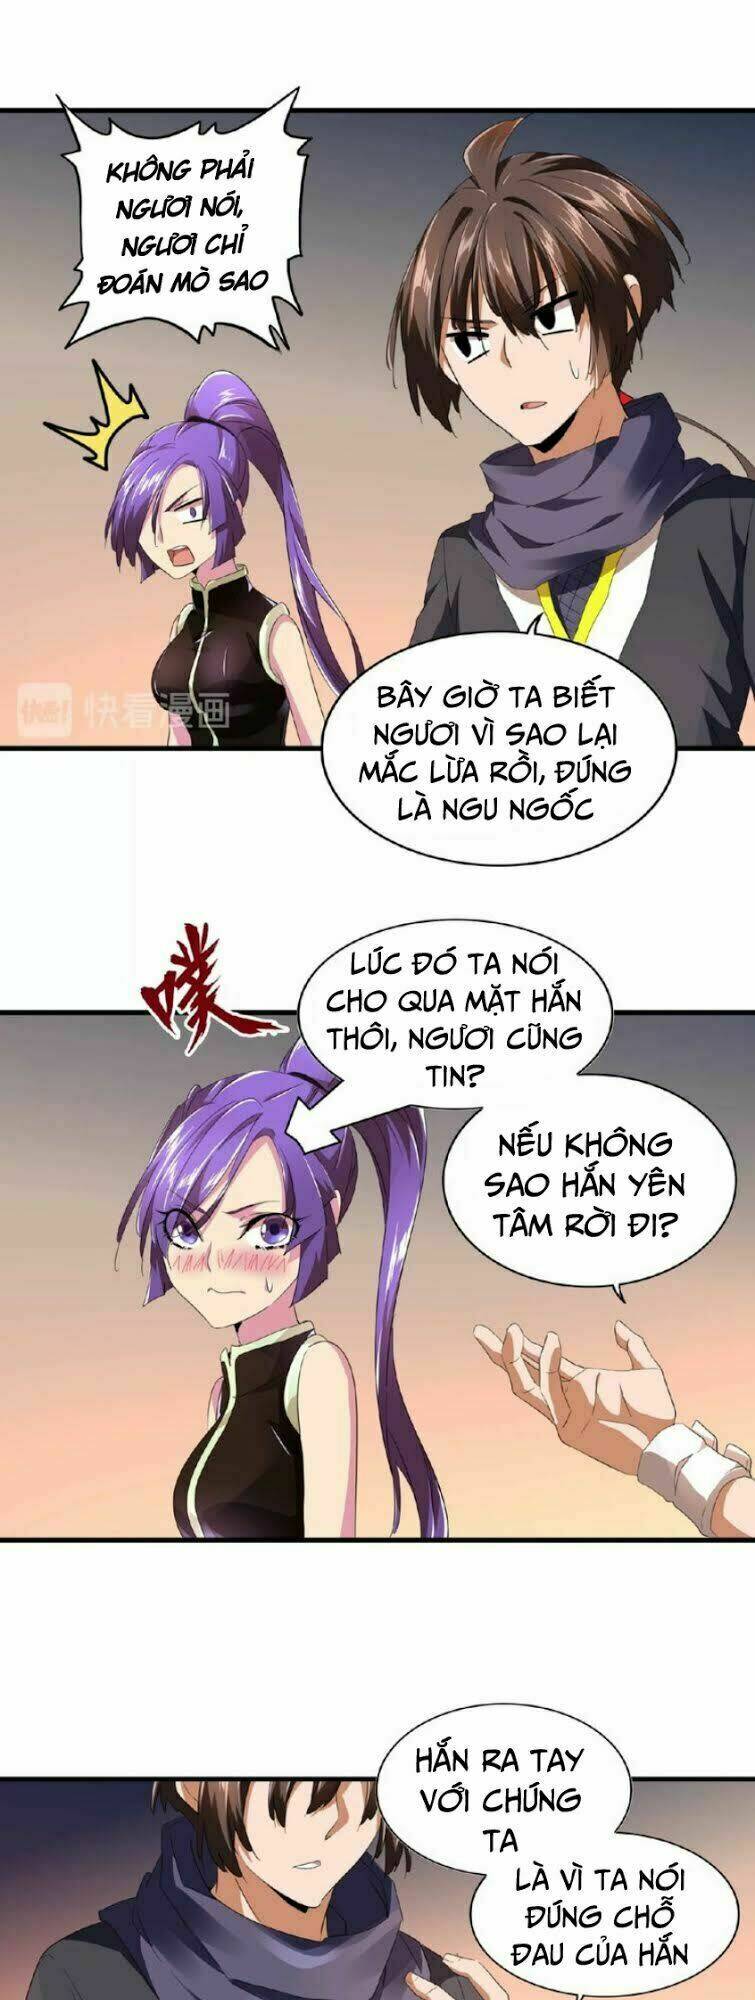 KHÔNG PHẢI
NGƯƠI NÓI,
NGƯƠI CHỈ
ĐOÁN MÒ SAO
快看!
快看漫画
BÂY GIỜ TA BIẾT
NGƯƠI VÌ SAO LẠI
MẮC LỪA RỒI, ĐÚNG
LÀ NGU NGỐC
噗
LÚC ĐÓ TA NÓI
CHO QUA MẶT HẮN
THÔI, NGƯƠI CŨNG
TIN?
NẾU KHÔNG
SAO HẮN YÊN
TÂM RỜI ĐI?
HẮN RA TAY
VỚI CHÚNG
TA
LÀ VÌ TA NÓI
ĐÚNG CHỖ
ĐAU CỦA HẮN